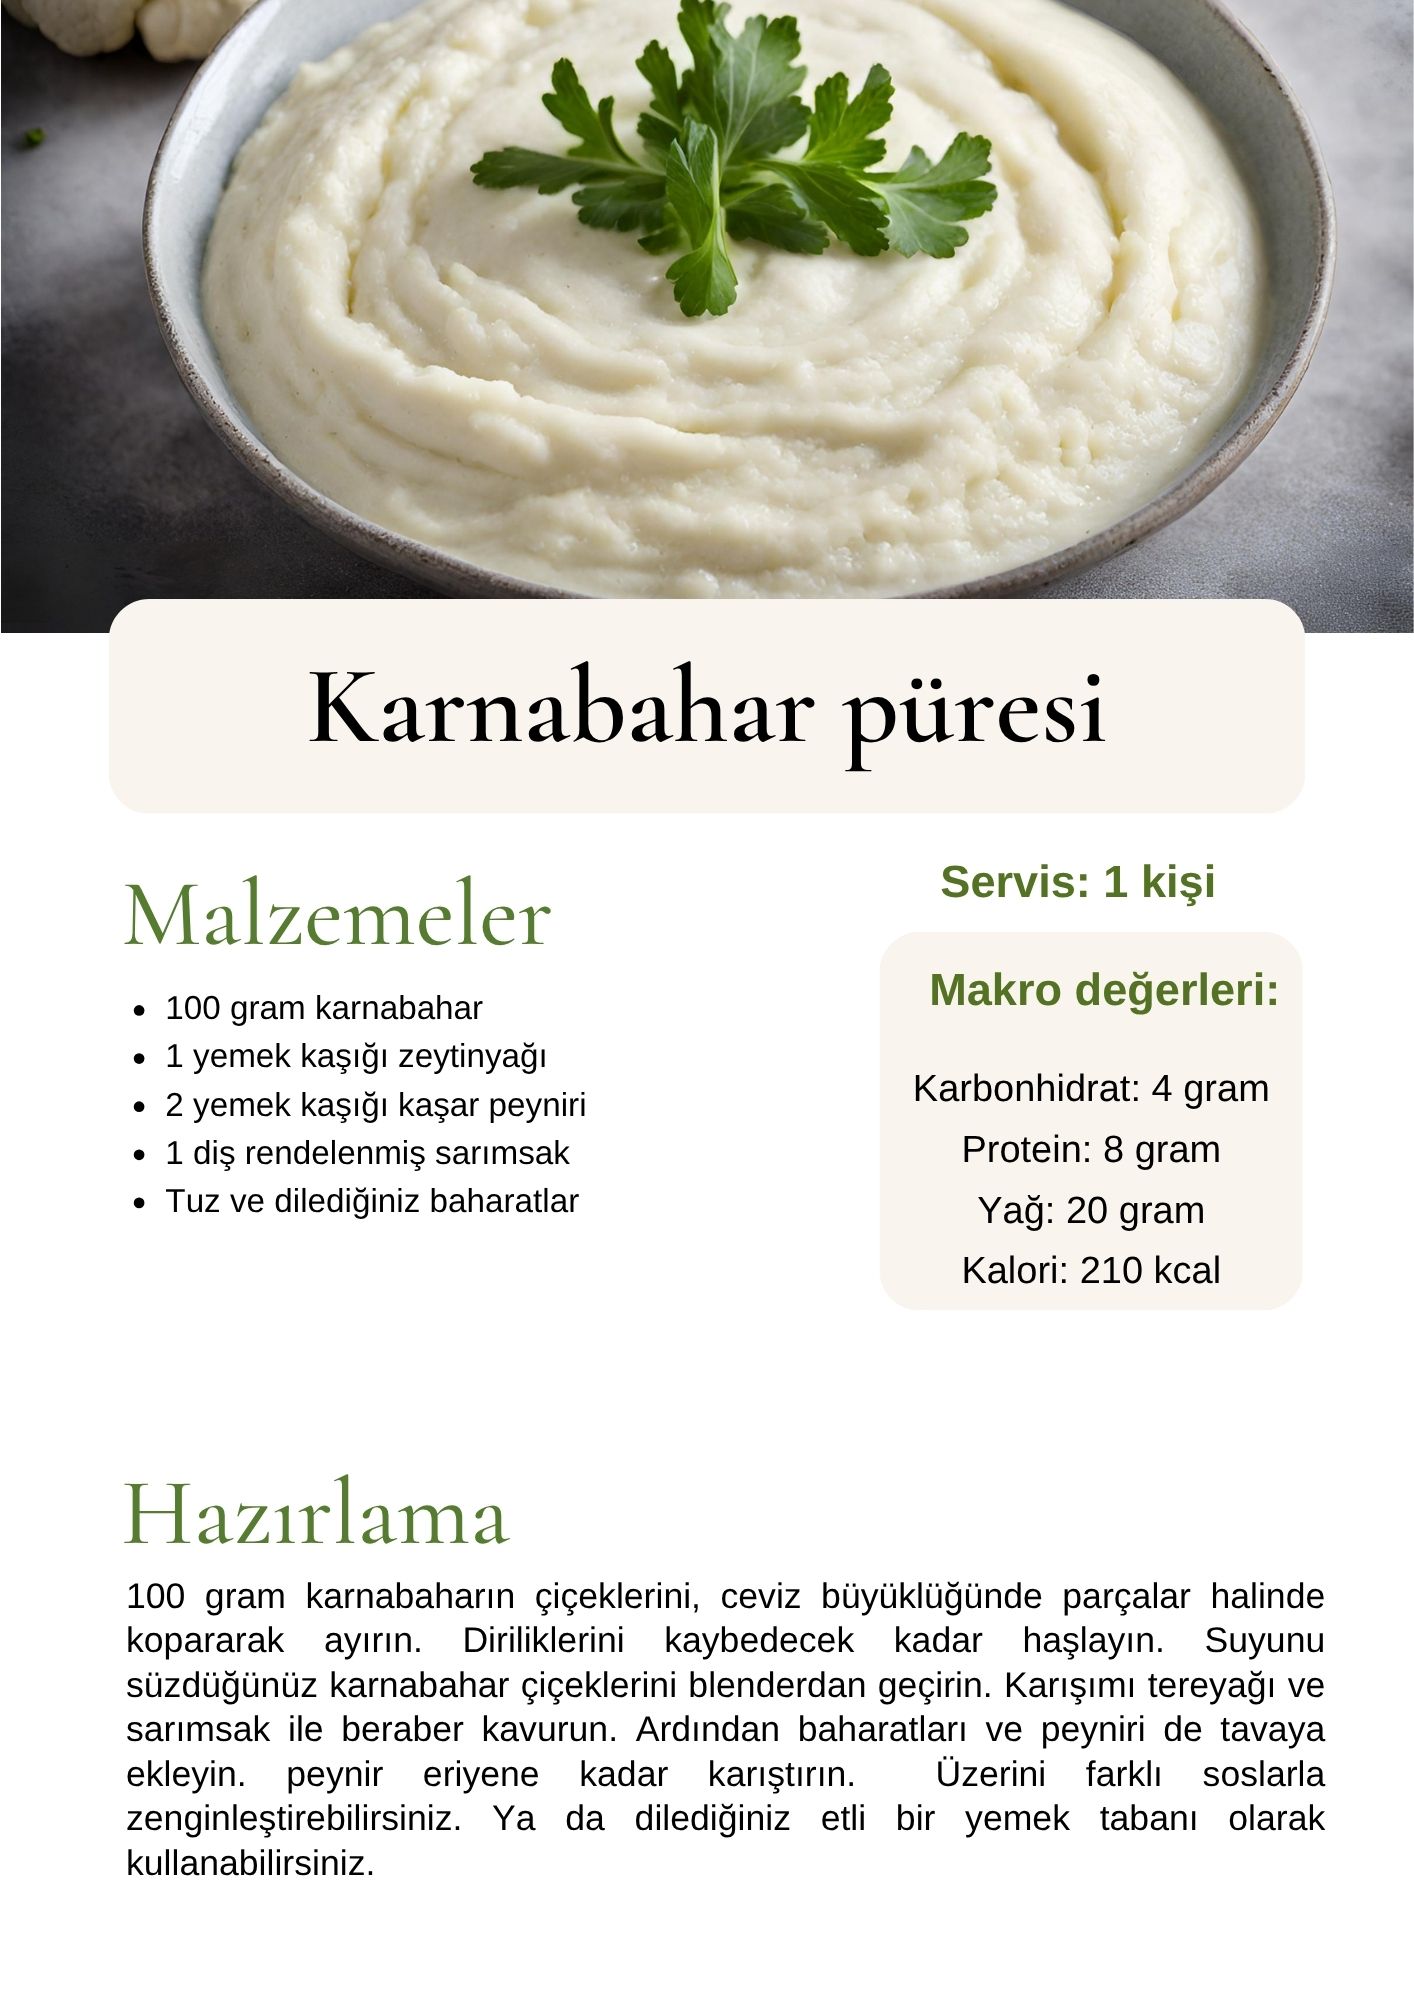 Karnabahar püresi
Malzemeler
100 gram karnabahar
1 yemek kaşığı zeytinyağı
2 yemek kaşığı kaşar peyniri
1 diş rendelenmiş sarımsak
Tuz ve dilediğiniz baharatlar
Servis: 1 kişi
Makro değerleri:
Karbonhidrat: 4 gram
Protein: 8 gram
Yağ: 20 gram
Kalori: 210 kcal
Hazırlama
100 gram karnabaharın çiçeklerini, ceviz büyüklüğünde parçalar halinde
kopararak ayırın. Diriliklerini kaybedecek kadar haşlayın. Suyunu
süzdüğünüz karnabahar çiçeklerini blenderdan geçirin. Karışımı tereyağı ve
sarımsak ile beraber kavurun. Ardından baharatları ve peyniri de tavaya
ekleyin. peynir eriyene kadar karıştırın. Üzerini farklı soslarla
zenginleştirebilirsiniz. Ya da dilediğiniz etli bir yemek tabanı olarak
kullanabilirsiniz.